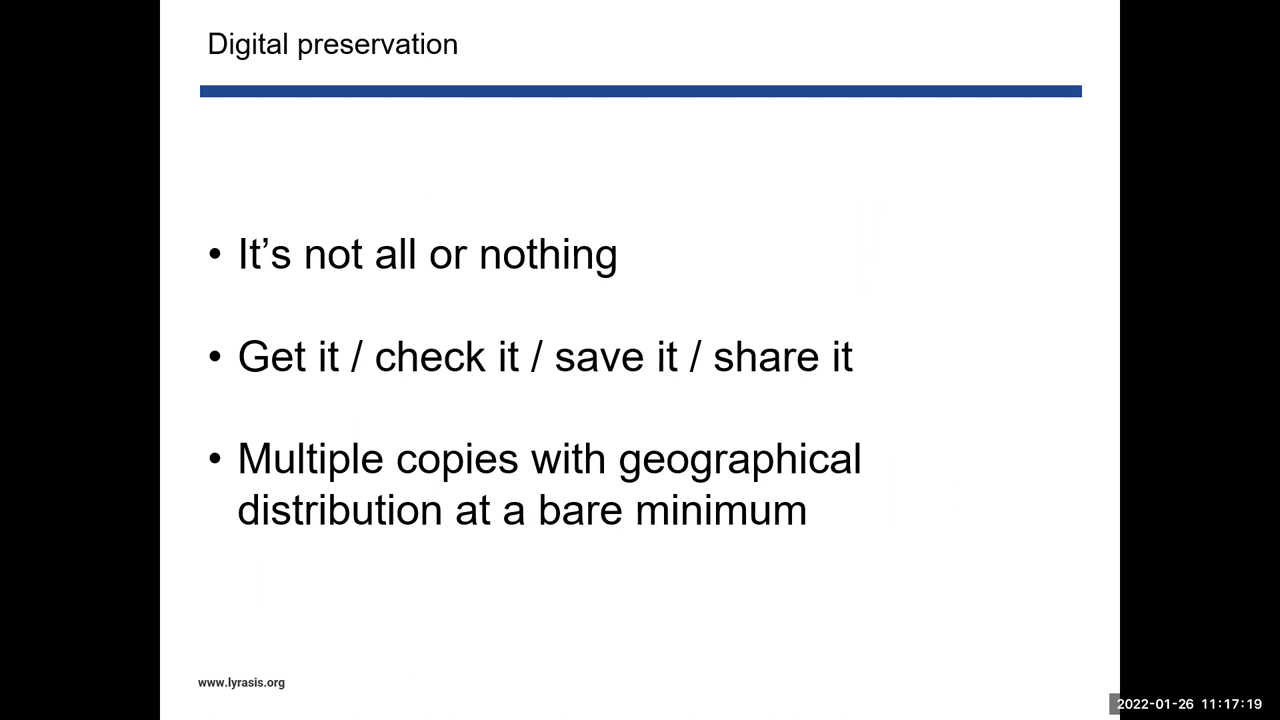 Digital preservation
• It’s not all or nothing
• Get it / check it / save it / share it
• Multiple copies with geographical
distribution at a bare minimum
www.lyrasis.org
2022-01-26 11:17:19